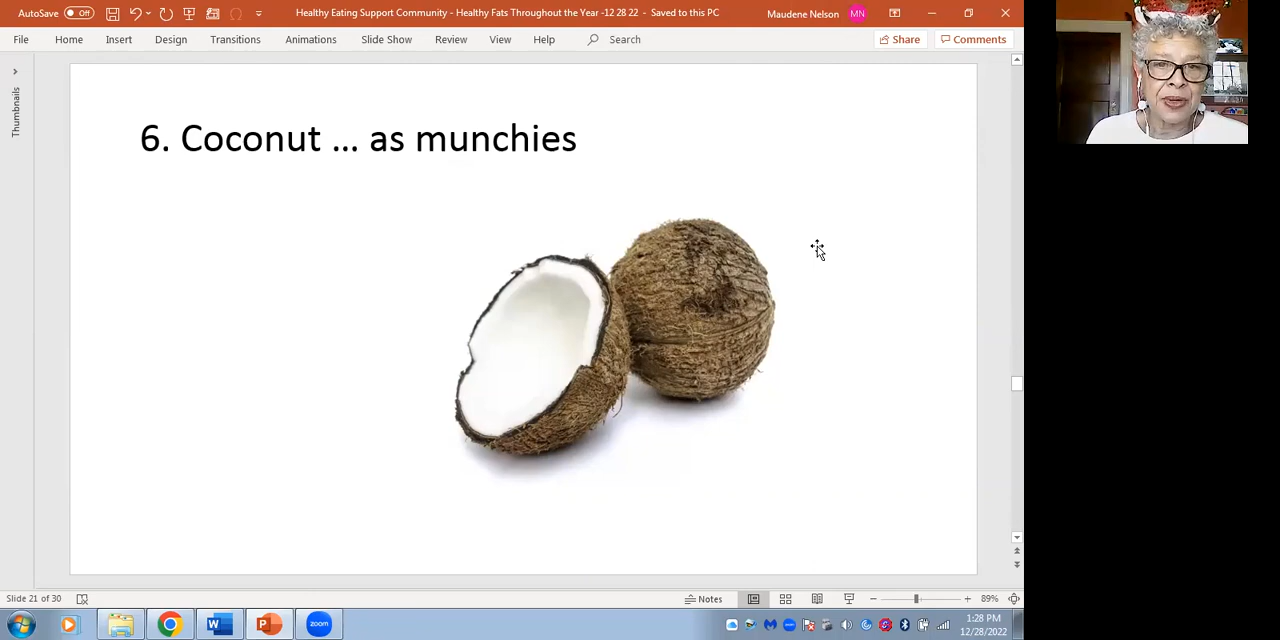 AutoSave Off Healthy Eating Support Community - Healthy Fats Throughout the Year -12 28 22 - Saved to this PC Maudene Nelson MN
File Home Insert Design Transitions Animations Slide Show Review View Help Search Share Comments
Thumbnails
6. Coconut ... as munchies
Slide 21 of 30 Notes 89%
W P zoom zoom 1:28 PM
12/28/2022